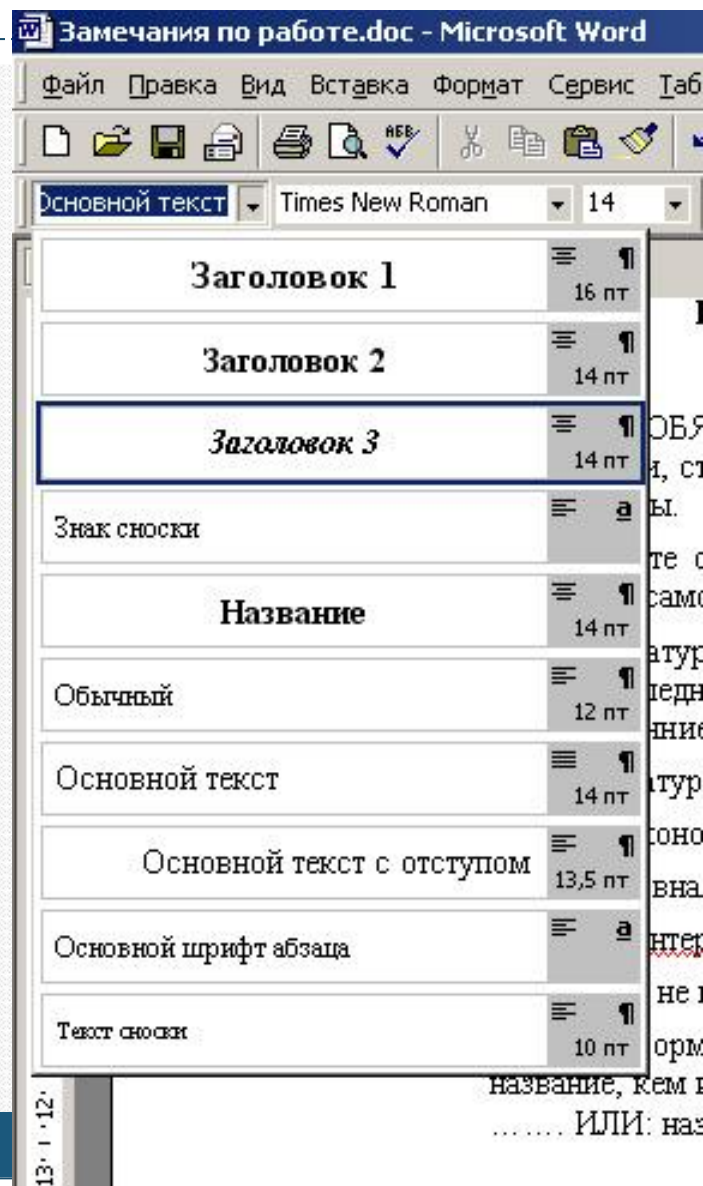 Замечания по работе.doc - Microsoft Word
Файл Правка Вид Вставка Формат Сервис Таб
Основной текст Times New Roman 14
Заголовок 1 16 пт
Заголовок 2 14 пт
Заголовок 3 14 пт
Знак сноски a
Название 14 пт
Обычный 12 пт
Основной текст 14 пт
Основной текст с отступом 13,5 пт
Основной шрифт абзаца a
Текст сноски 10 пт
название, кем
....... ИЛИ: наз
12
13